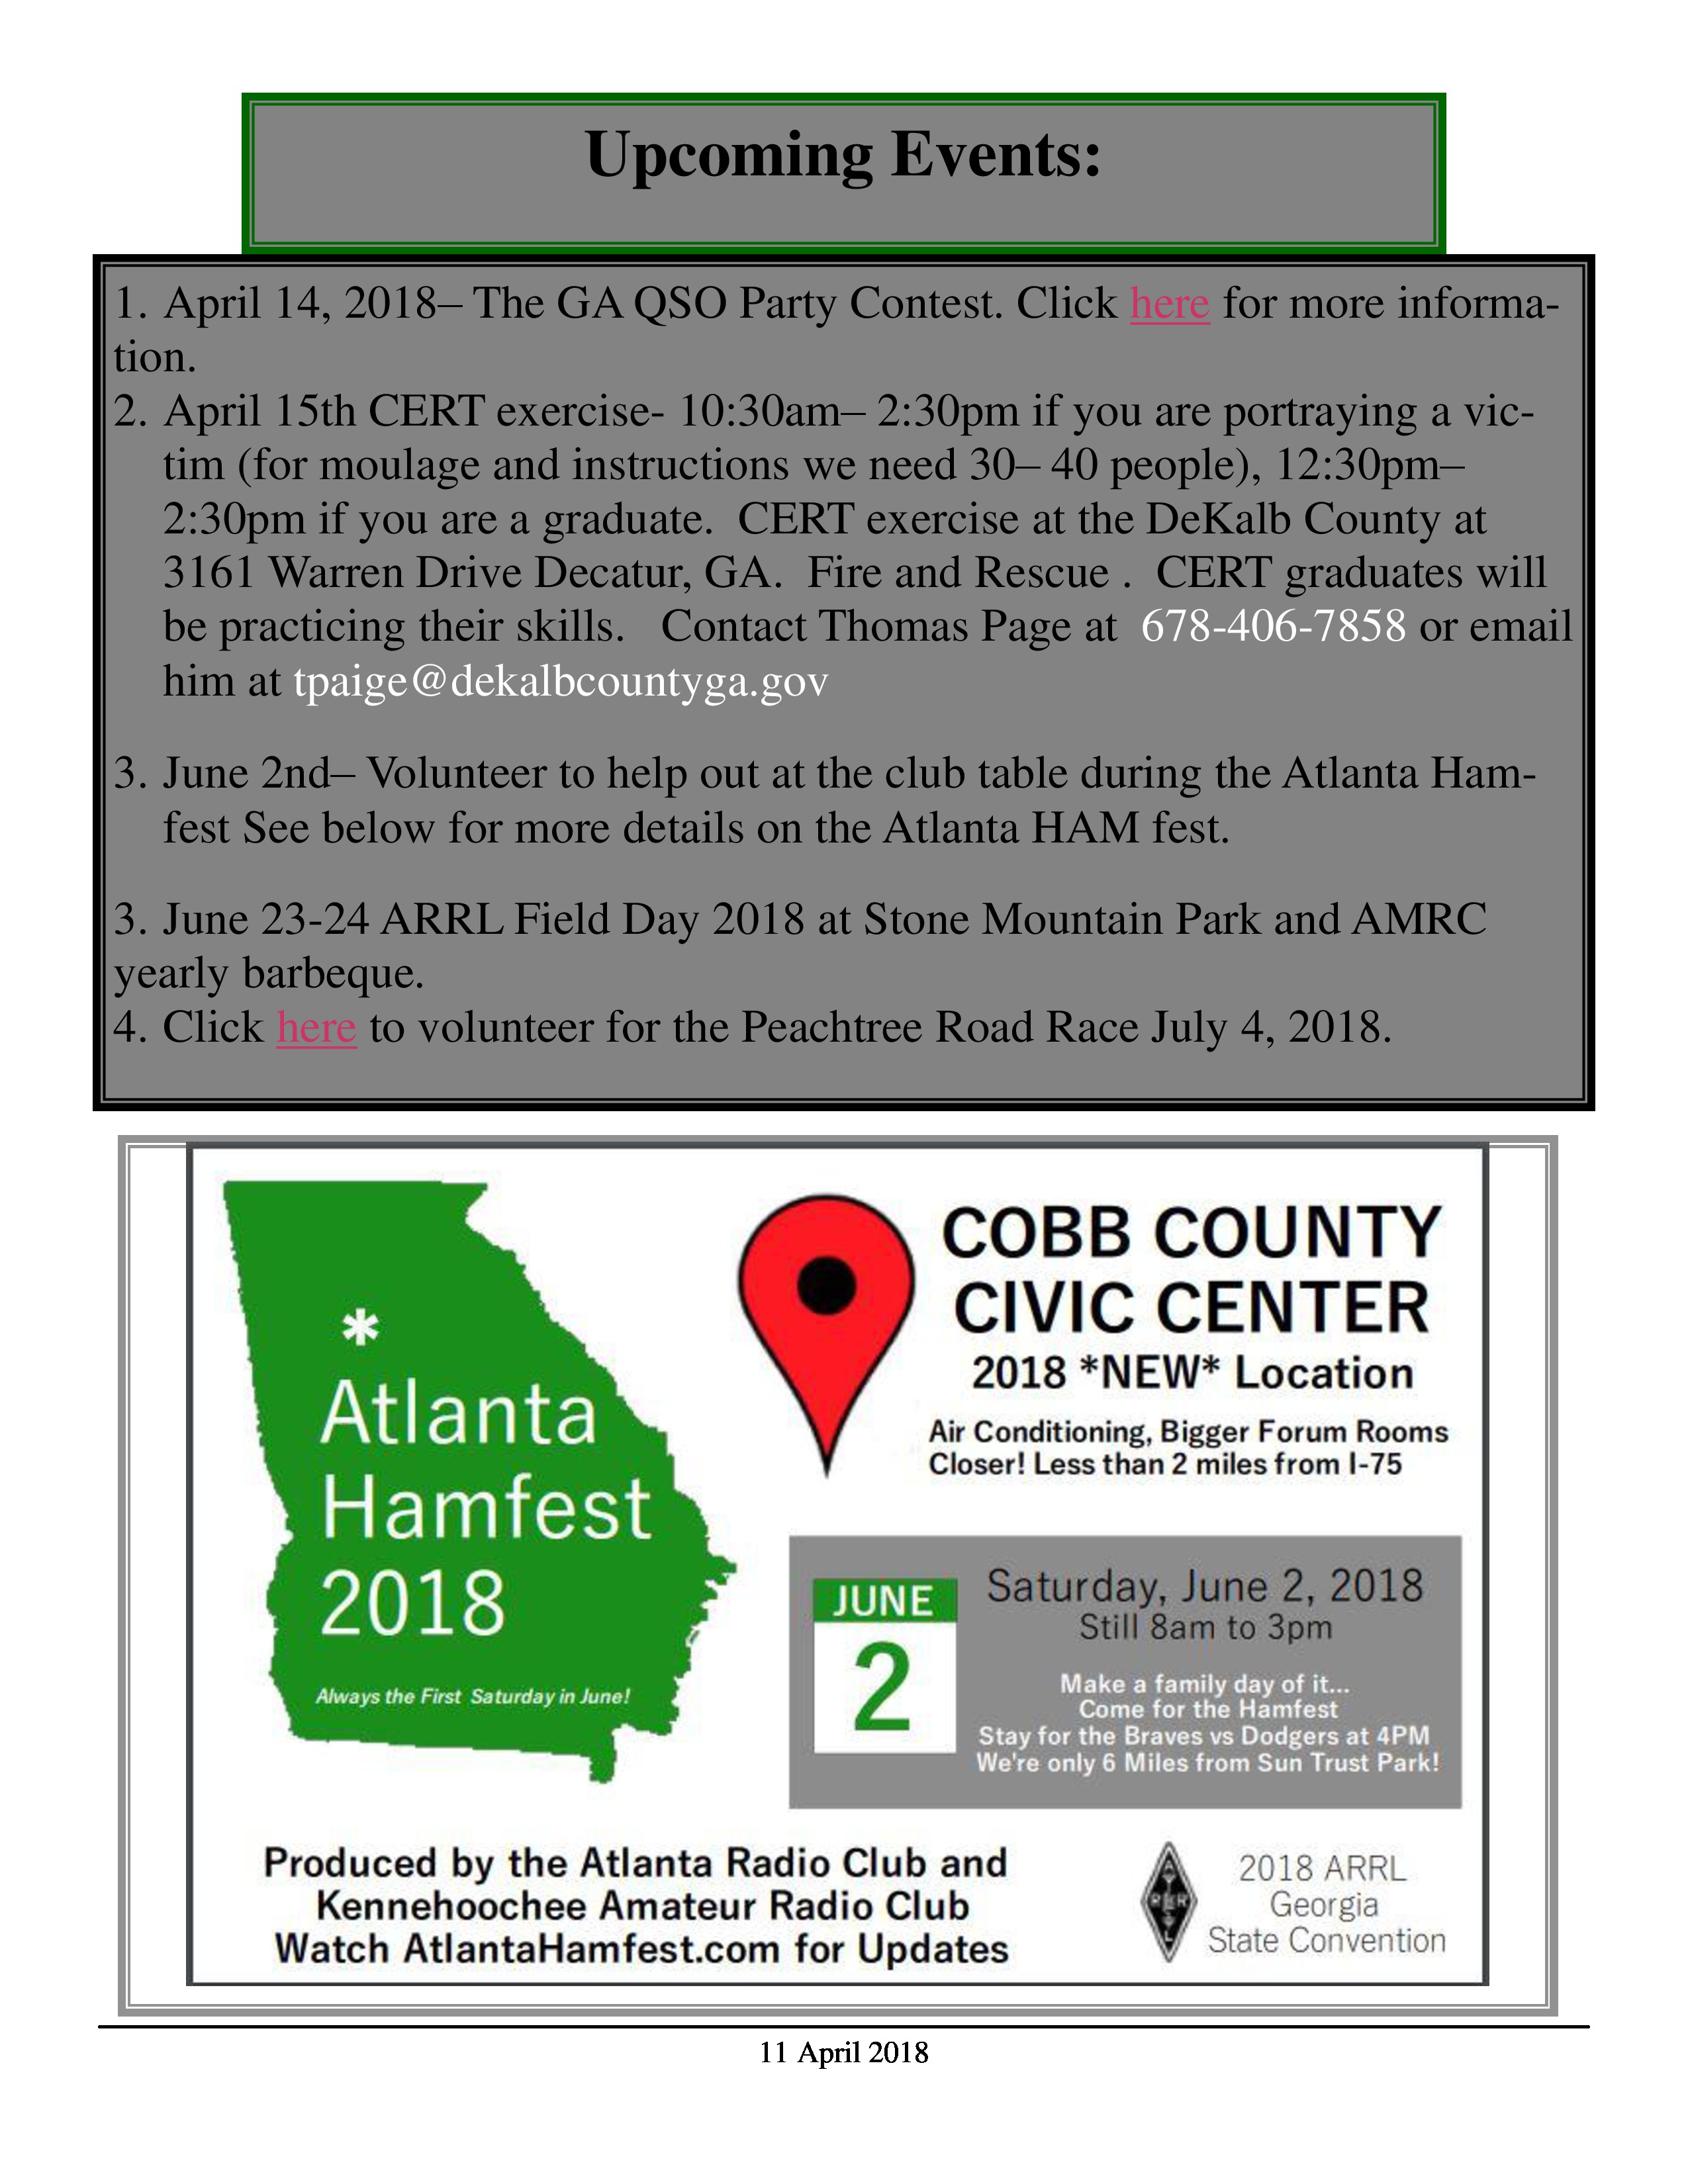 Upcoming Events:
1. April 14, 2018– The GA QSO Party Contest. Click here for more informa-
tion.
2. April 15th CERT exercise- 10:30am– 2:30pm if you are portraying a vic-
tim (for moulage and instructions we need 30– 40 people), 12:30pm–
2:30pm if you are a graduate. CERT exercise at the DeKalb County at
3161 Warren Drive Decatur, GA. Fire and Rescue . CERT graduates will
be practicing their skills. Contact Thomas Page at 678-406-7858 or email
him at tpaige@dekalbcountyga.gov
3. June 2nd– Volunteer to help out at the club table during the Atlanta Ham-
fest See below for more details on the Atlanta HAM fest.
3. June 23-24 ARRL Field Day 2018 at Stone Mountain Park and AMRC
yearly barbeque.
4. Click here to volunteer for the Peachtree Road Race July 4, 2018.
*
Atlanta
Hamfest
2018
Always the First Saturday in June!
COBB COUNTY
CIVIC CENTER
2018 *NEW* Location
Air Conditioning, Bigger Forum Rooms
Closer! Less than 2 miles from I-75
JUNE
2
Saturday, June 2, 2018
Still 8am to 3pm
Make a family day of it...
Come for the Hamfest
Stay for the Braves vs Dodgers at 4PM
We're only 6 Miles from Sun Trust Park!
Produced by the Atlanta Radio Club and
Kennehoochee Amateur Radio Club
Watch AtlantaHamfest.com for Updates
A
R R
L
2018 ARRL
Georgia
State Convention
11 April 2018